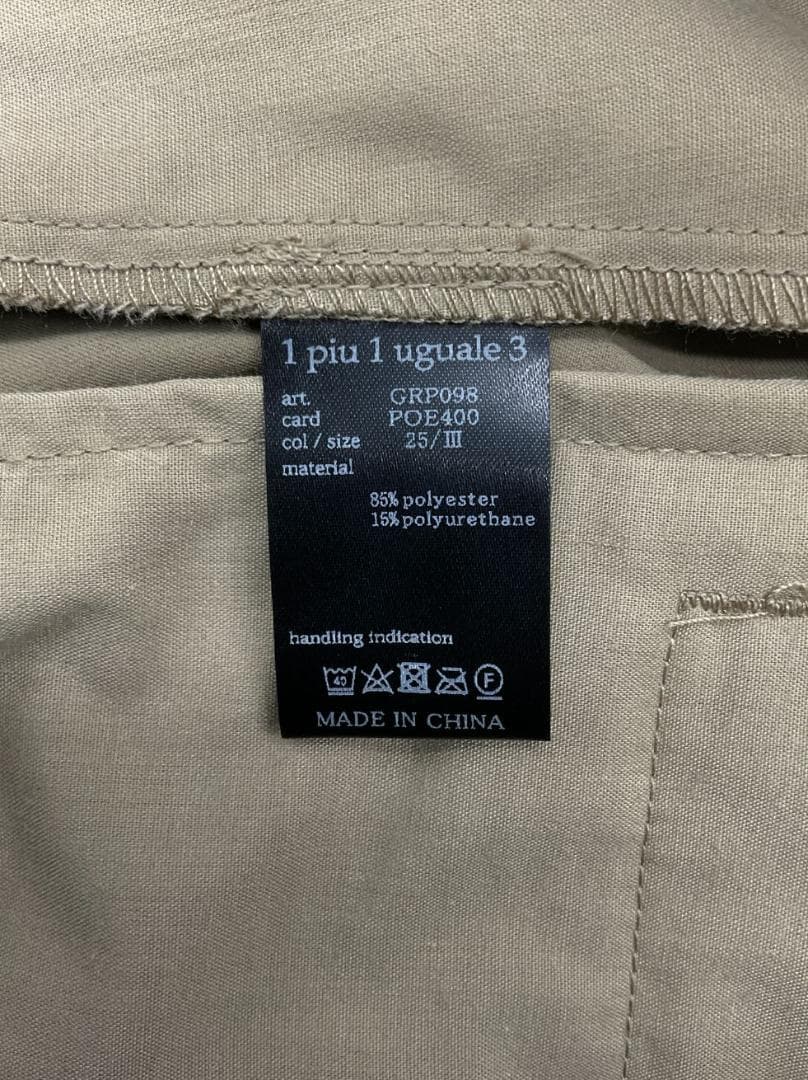 1 piu 1 uguale 3
art. GRP098
card POE400
col / size 25/III
material
85% polyester
15% polyurethane
handling indication
40 F
MADE IN CHINA